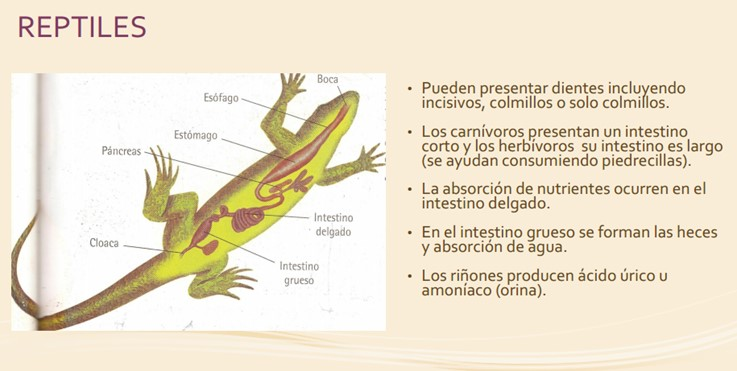 REPTILES
Boca
Esófago
Estómago
Páncreas
Intestino
delgado
Cloaca
Intestino
grueso
• Pueden presentar dientes incluyendo
incisivos, colmillos o solo colmillos.
• Los carnívoros presentan un intestino
corto y los herbívoros su intestino es largo
(se ayudan consumiendo piedrecillas).
• La absorción de nutrientes ocurren en el
intestino delgado.
• En el intestino grueso se forman las heces
y absorción de agua.
• Los riñones producen ácido úrico u
amoníaco (orina).